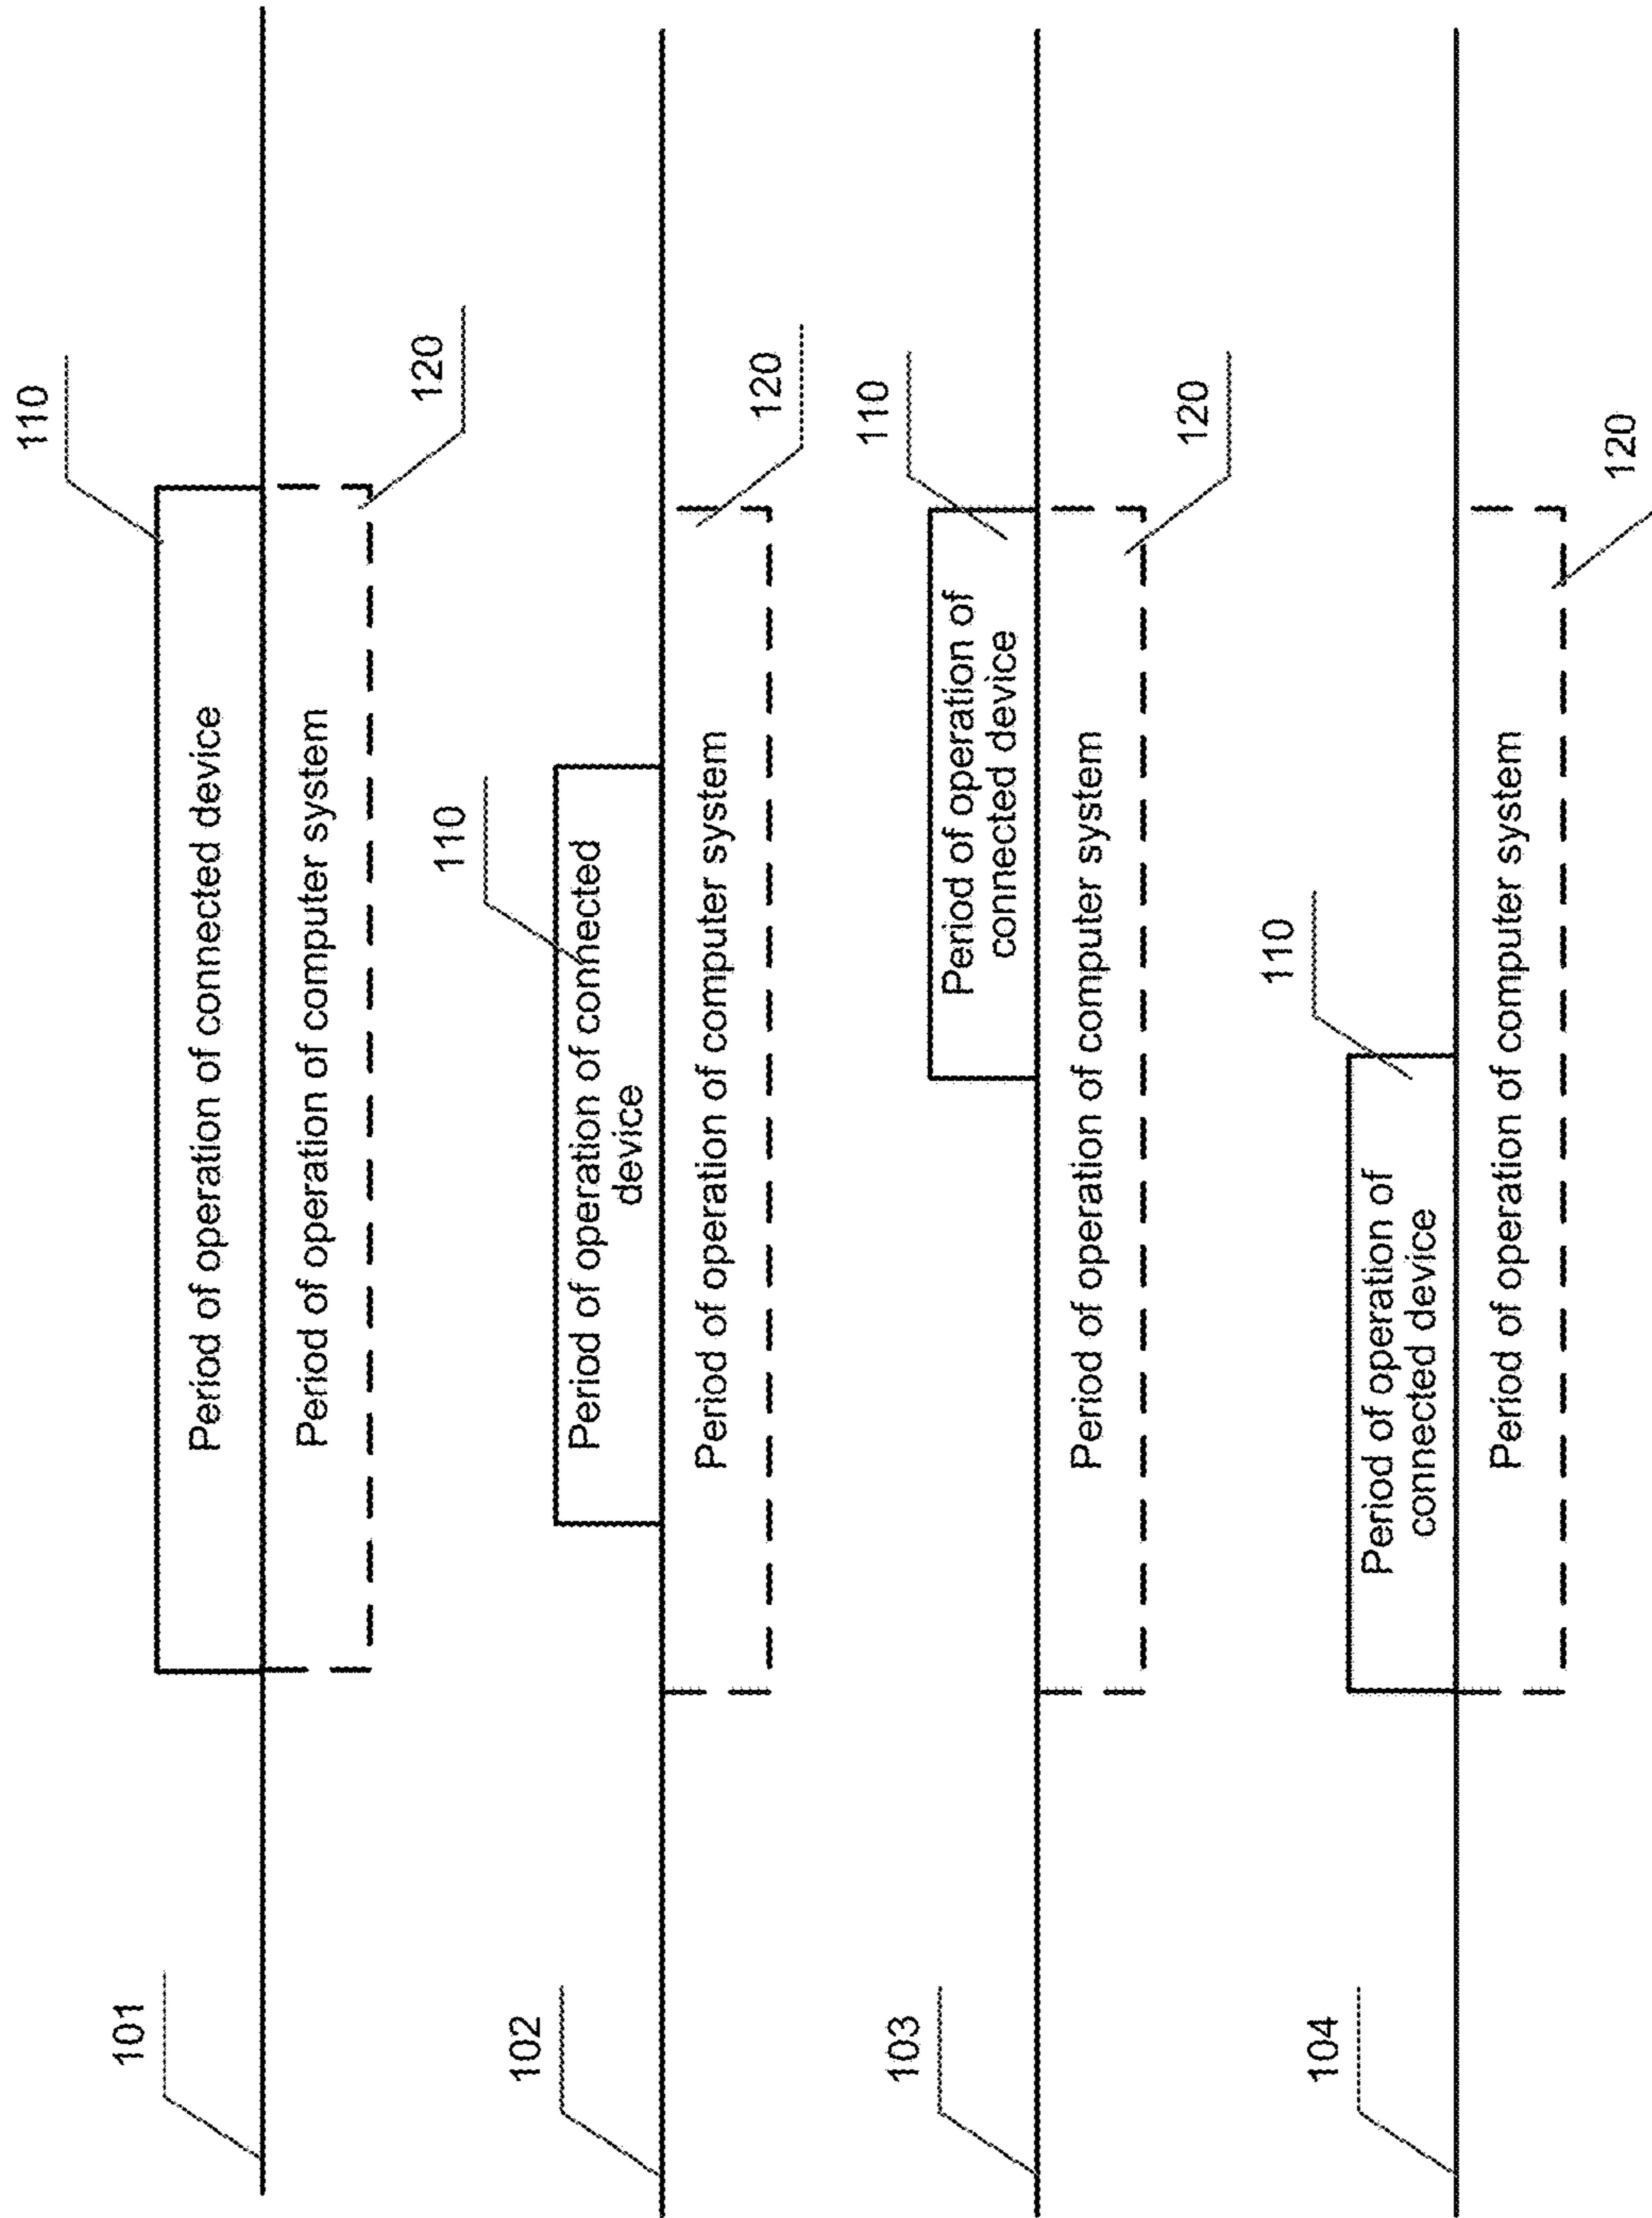 101
110
Period of operation of connected device
Period of operation of computer system
120
102
110
Period of operation of connected
device
Period of operation of computer system
120
103
110
Period of operation of
connected device
Period of operation of computer system
120
104
110
Period of operation of
connected device
Period of operation of computer system
120